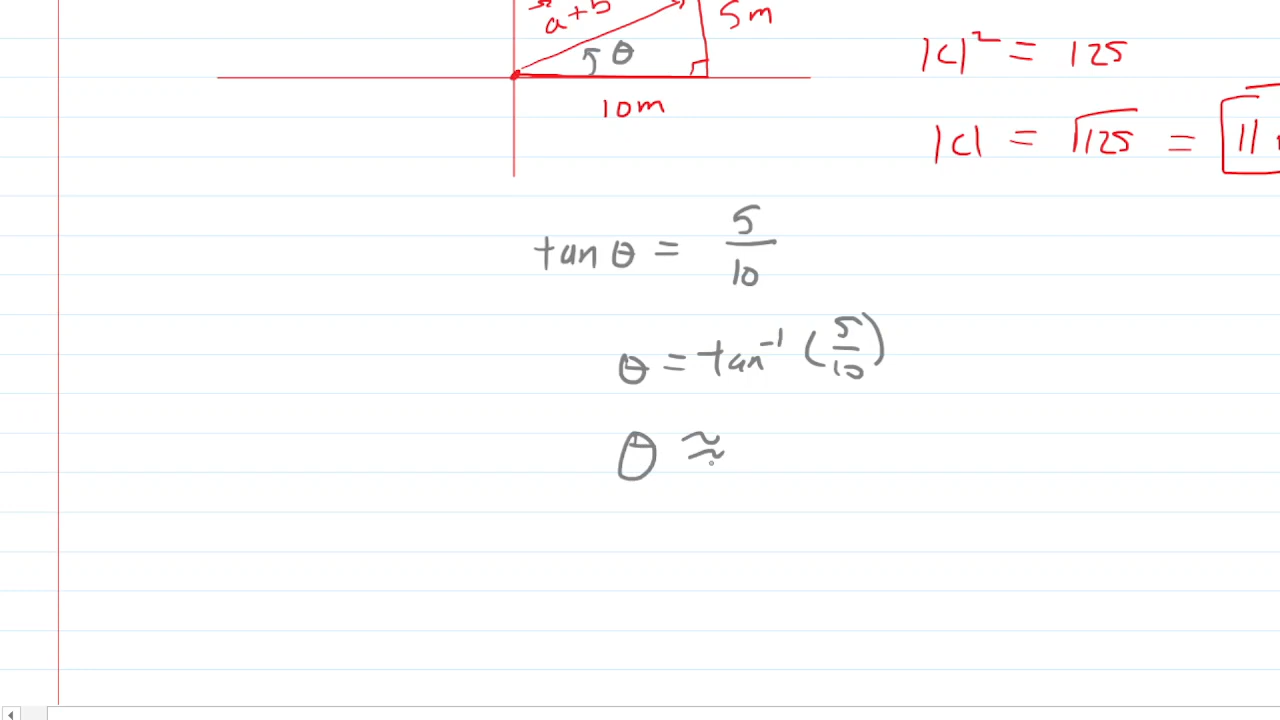 a+b
5m
θ
10m
|c|² = 125
|c| = √125 = 11
tan θ = 5/10
θ = tan⁻¹ (5/10)
θ ≈